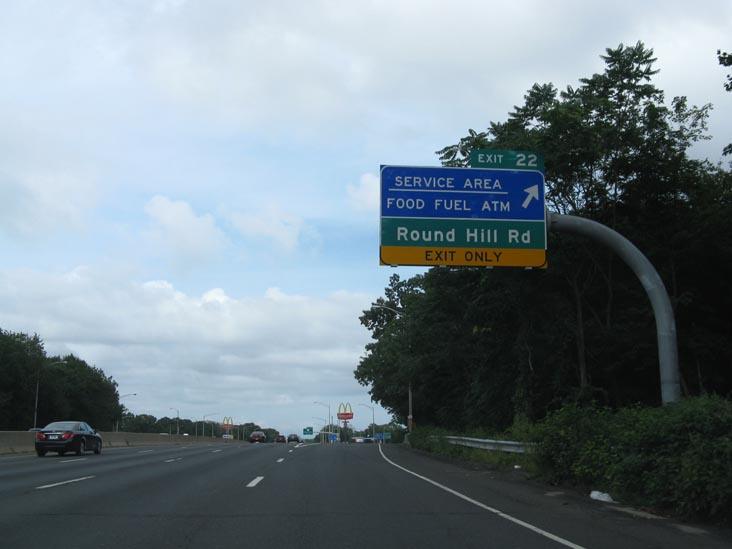 EXIT 22
SERVICE AREA
FOOD FUEL ATM
Round Hill Rd
EXIT ONLY